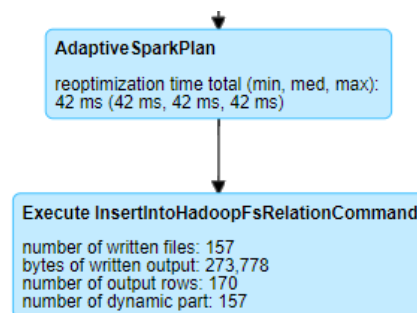 AdaptiveSparkPlan
reoptimization time total (min, med, max):
42 ms (42 ms, 42 ms, 42 ms)
Execute InsertIntoHadoopFsRelationCommand
number of written files: 157
bytes of written output: 273,778
number of output rows: 170
number of dynamic part: 157